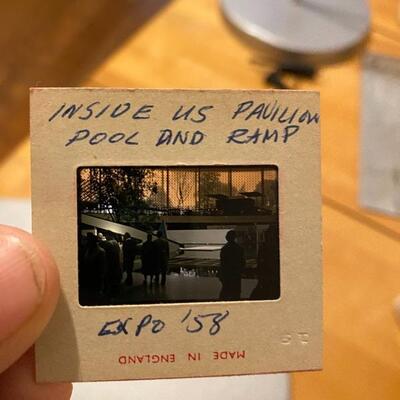 INSIDE US PAVILION
POOL AND RAMP
EXPO '58
MADE IN ENGLAND